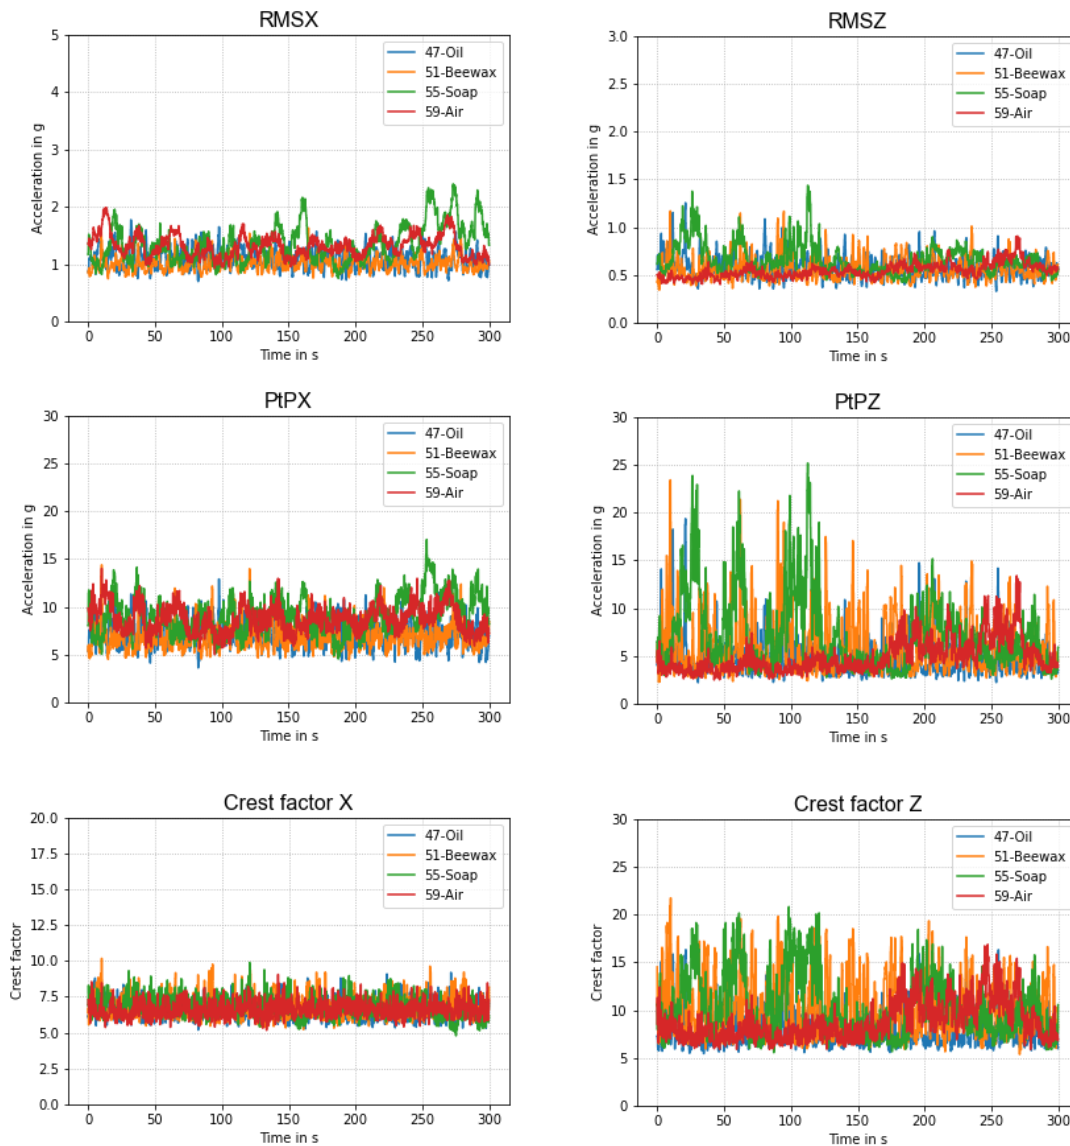 RMSX
5
4
3
2
1
0
Acceleration in g
47-Oil
51-Beewax
55-Soap
59-Air
0 50 100 150 200 250 300
Time in s
RMSZ
3.0
2.5
2.0
1.5
1.0
0.5
0.0
Acceleration in g
47-Oil
51-Beewax
55-Soap
59-Air
0 50 100 150 200 250 300
Time in s
PtPX
30
25
20
15
10
5
0
Acceleration in g
47-Oil
51-Beewax
55-Soap
59-Air
0 50 100 150 200 250 300
Time in s
PtPZ
30
25
20
15
10
5
0
Acceleration in g
47-Oil
51-Beewax
55-Soap
59-Air
0 50 100 150 200 250 300
Time in s
Crest factor X
20.0
17.5
15.0
12.5
10.0
7.5
5.0
2.5
0.0
Crest factor
47-Oil
51-Beewax
55-Soap
59-Air
0 50 100 150 200 250 300
Time in s
Crest factor Z
30
25
20
15
10
5
0
Crest factor
47-Oil
51-Beewax
55-Soap
59-Air
0 50 100 150 200 250 300
Time in s